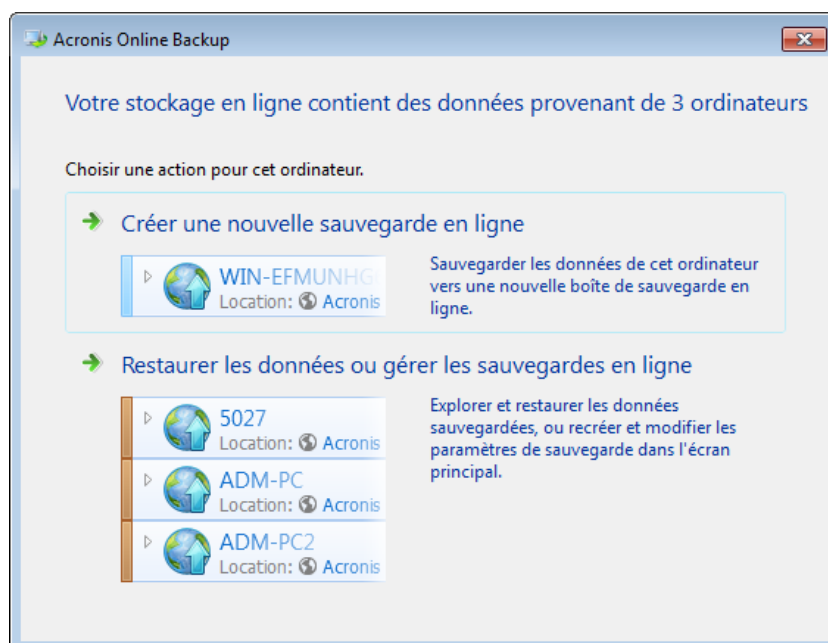 Acronis Online Backup
Votre stockage en ligne contient des données provenant de 3 ordinateurs
Choisir une action pour cet ordinateur.
Créer une nouvelle sauvegarde en ligne
WIN-EFMUNHG
Location: Acronis
Sauvegarder les données de cet ordinateur
vers une nouvelle boîte de sauvegarde en
ligne.
Restaurer les données ou gérer les sauvegardes en ligne
5027
Location: Acronis
ADM-PC
Location: Acronis
ADM-PC2
Location: Acronis
Explorer et restaurer les données
sauvegardées, ou recréer et modifier les
paramètres de sauvegarde dans l'écran
principal.